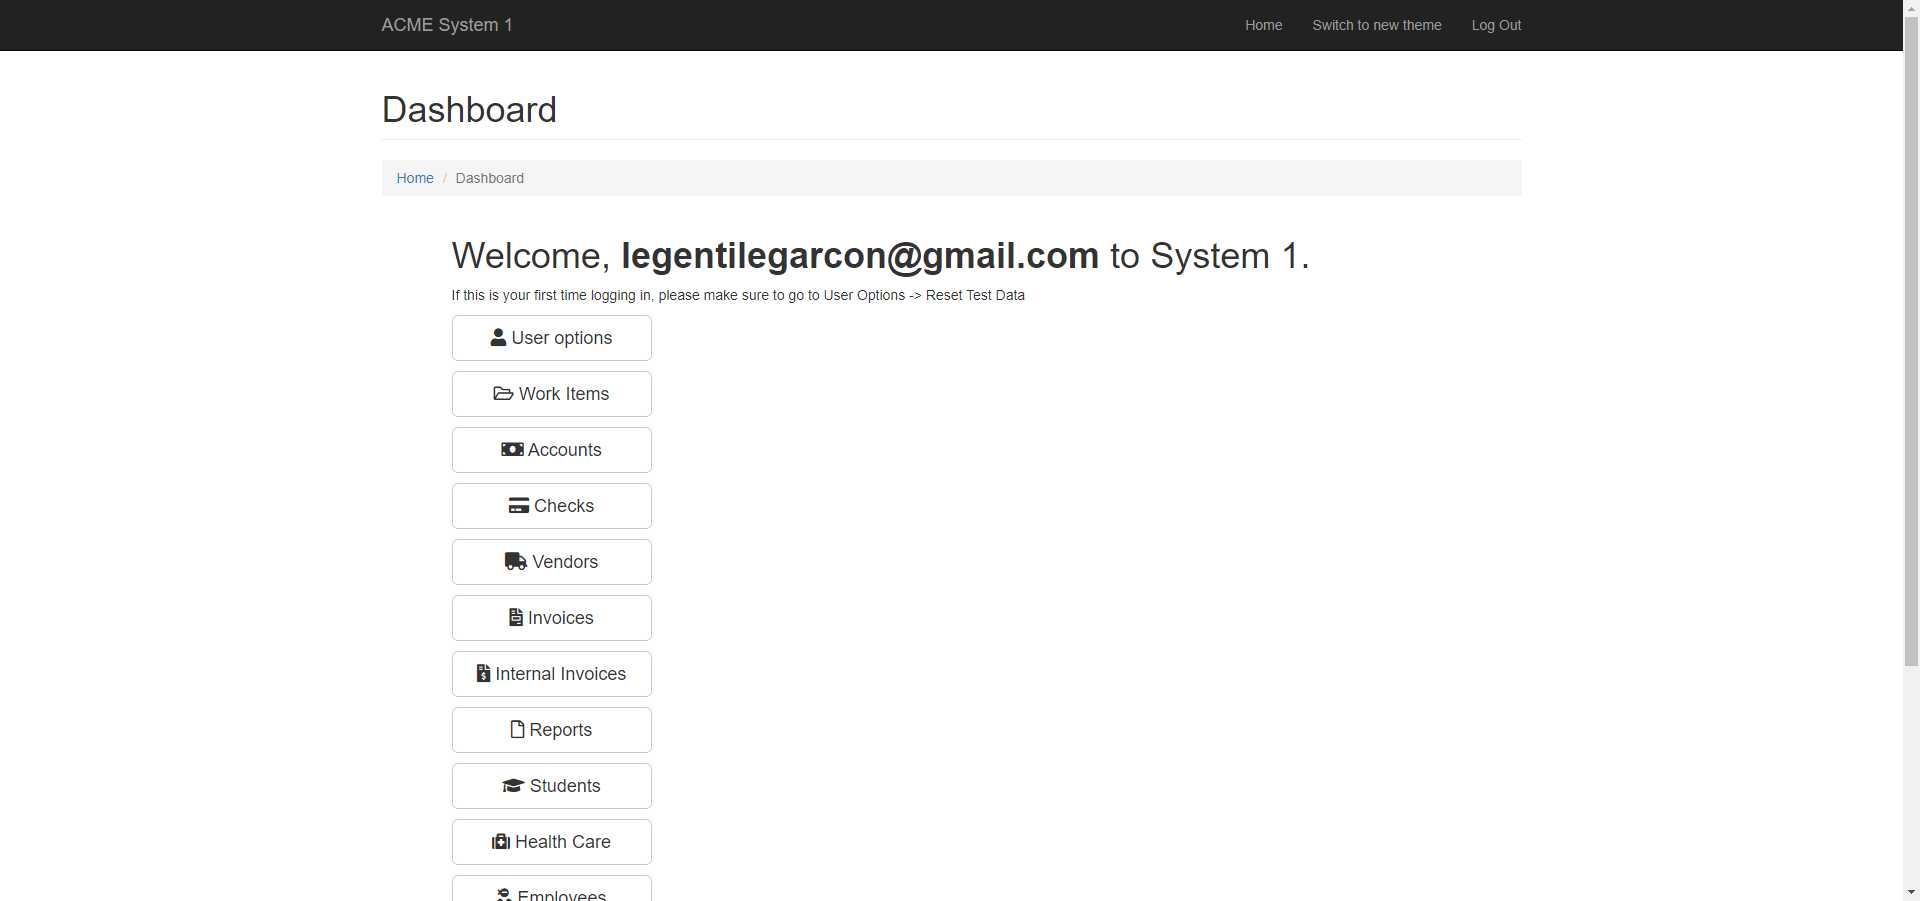 ACME System 1
Home
Switch to new theme
Log Out
Dashboard
Home / Dashboard
Welcome, legentilegarcon@gmail.com to System 1.
If this is your first time logging in, please make sure to go to User Options -> Reset Test Data
User options
Work Items
Accounts
Checks
Vendors
Invoices
Internal Invoices
Reports
Students
Health Care
Employees